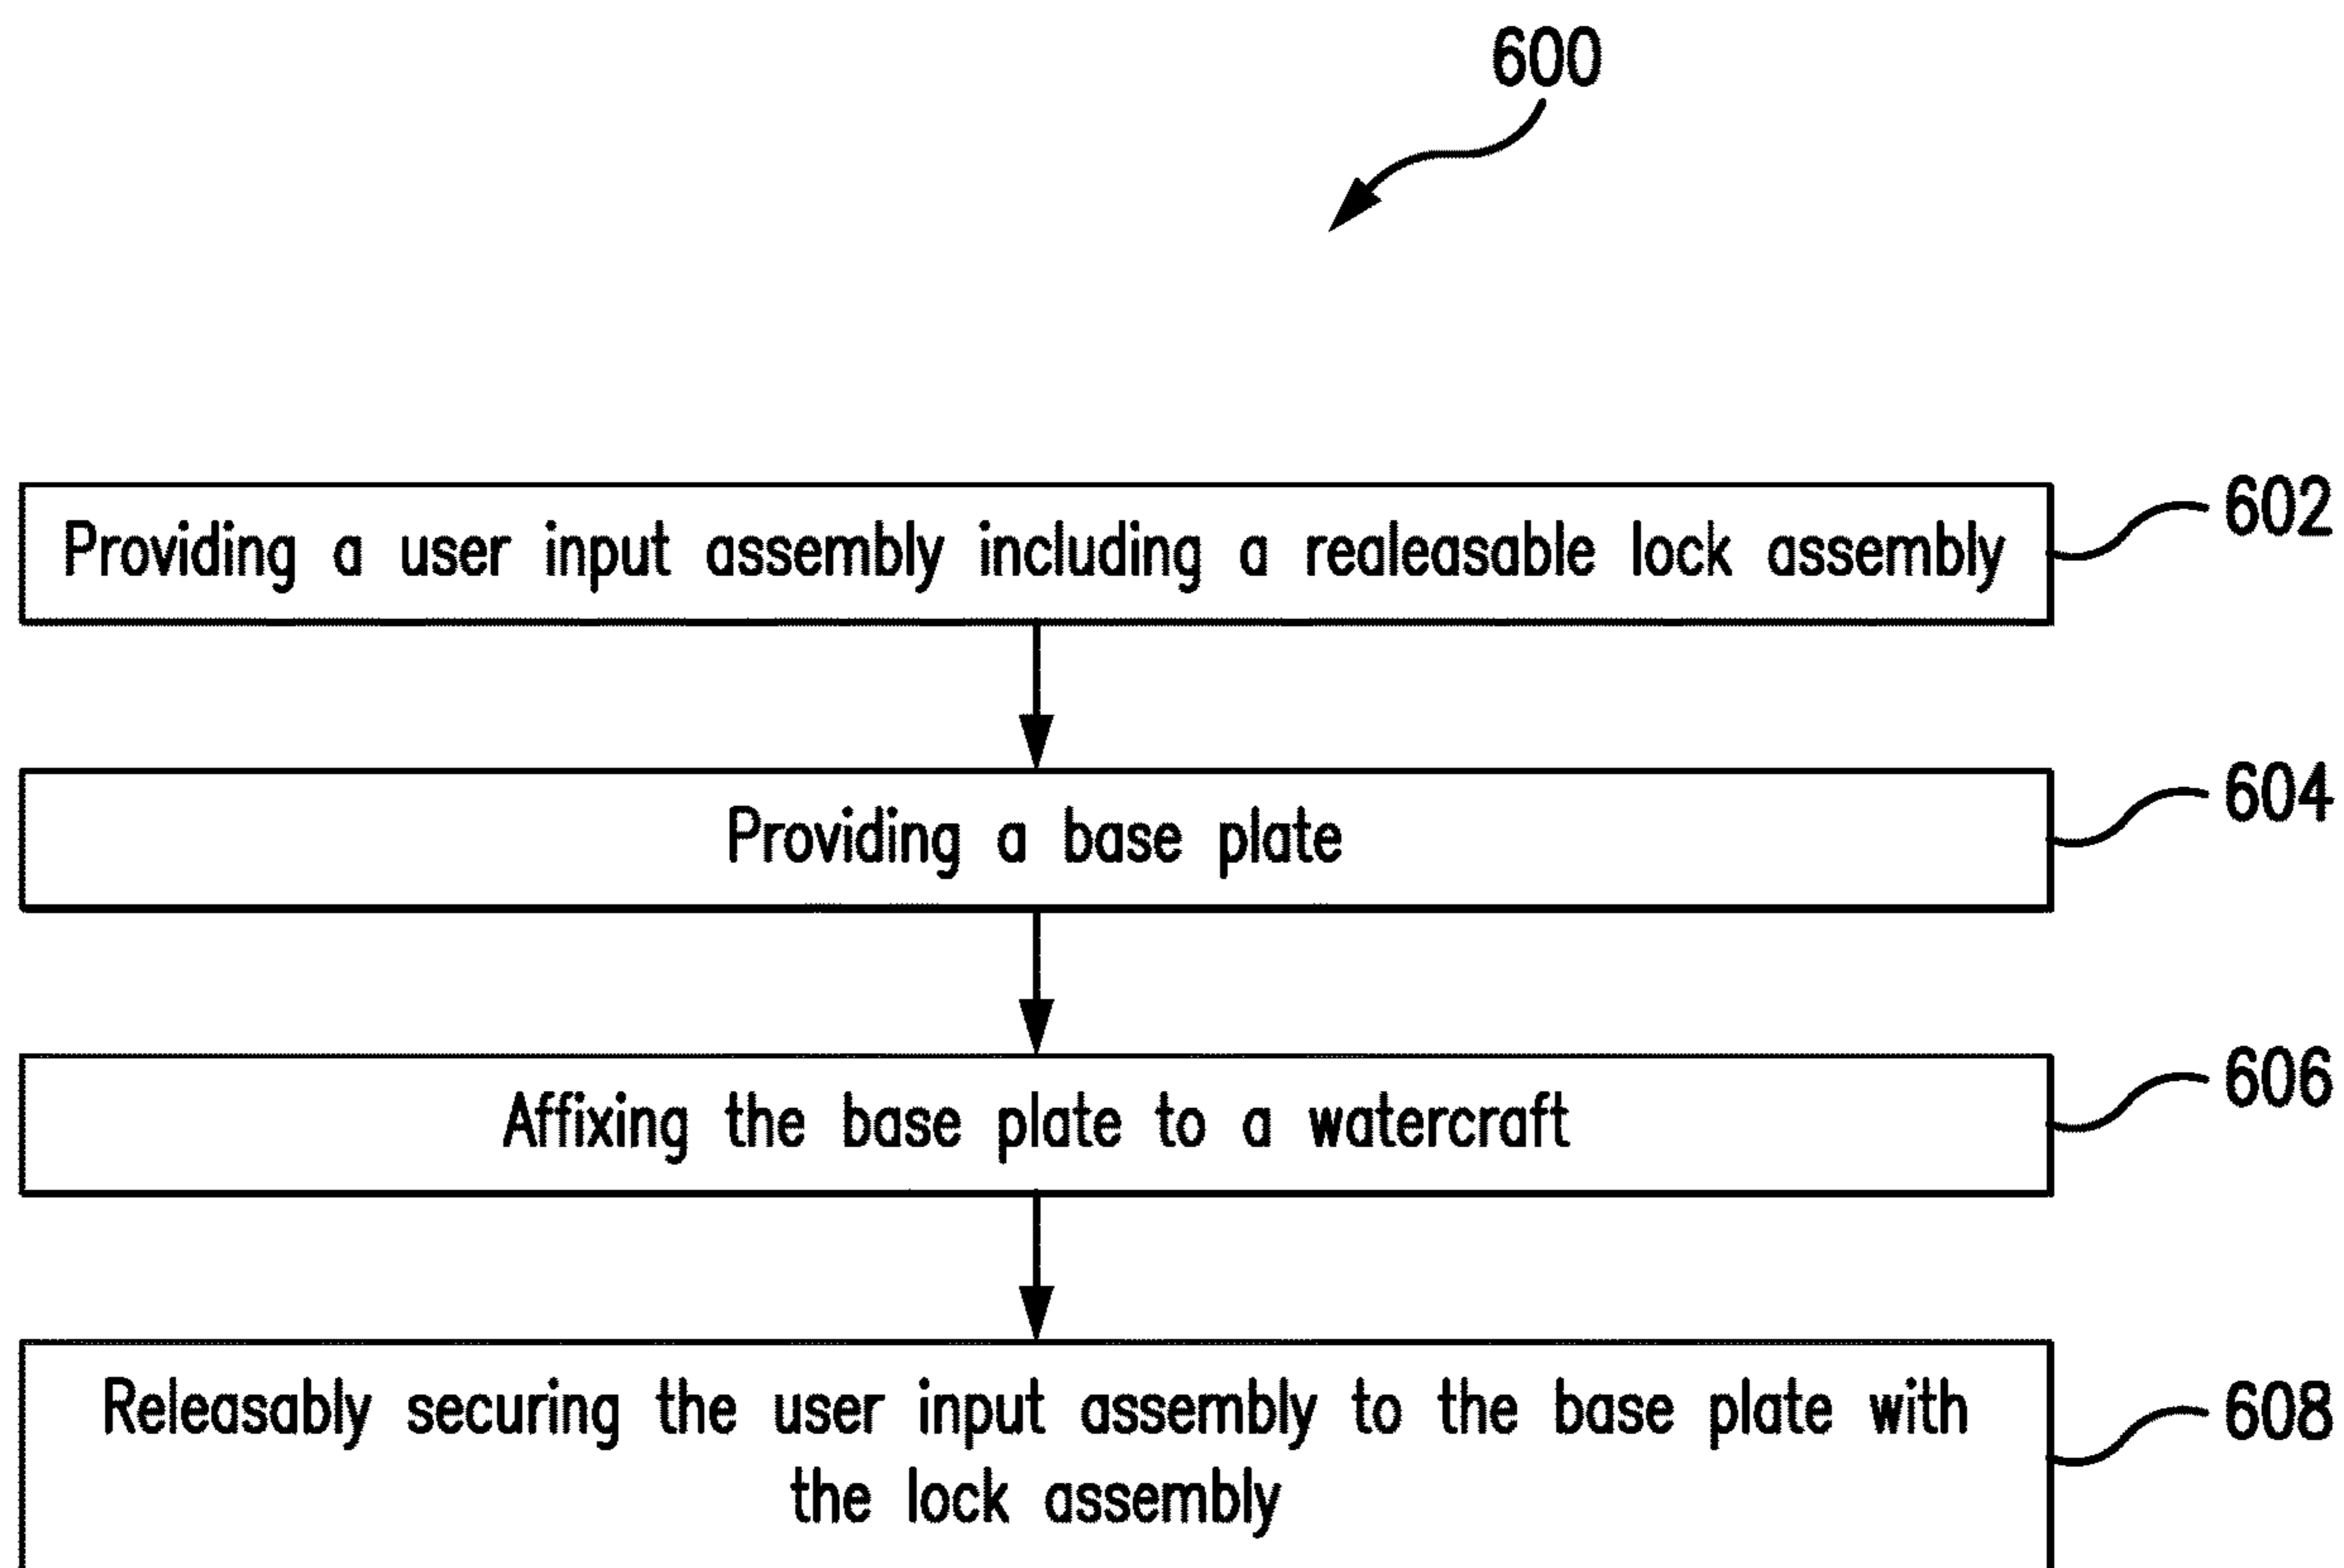 600
Providing a user input assembly including a realeasable lock assembly
602
Providing a base plate
604
Affixing the base plate to a watercraft
606
Releasably securing the user input assembly to the base plate with
the lock assembly
608